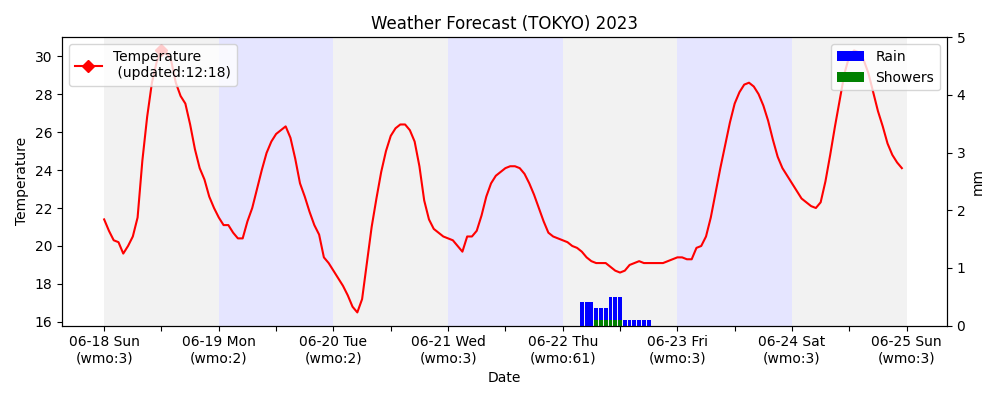 Weather Forecast (TOKYO) 2023
Temperature
(updated:12:18)
Rain
Showers
30
28
26
24
22
20
18
16
Temperature
5
4
3
2
1
0
mm
06-18 Sun
(wmo:3)
06-19 Mon
(wmo:2)
06-20 Tue
(wmo:2)
06-21 Wed
(wmo:3)
06-22 Thu
(wmo:61)
06-23 Fri
(wmo:3)
06-24 Sat
(wmo:3)
06-25 Sun
(wmo:3)
Date